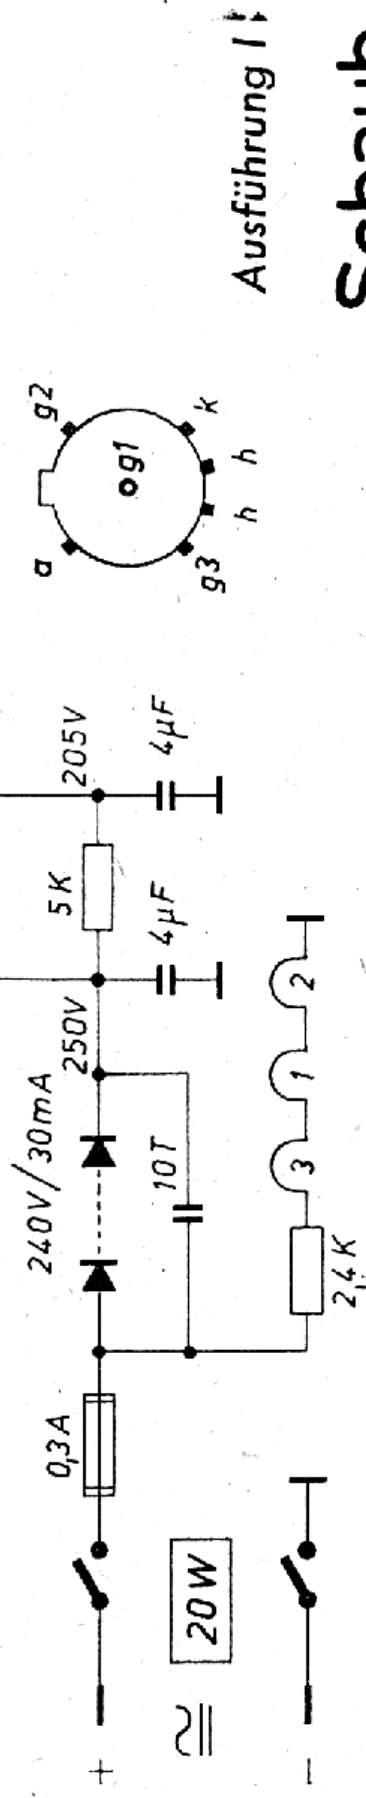 +
0,3A
240V/30mA
250V
5K
205V
4µF
4µF
10T
20W
−
2,4K
3
1
2
a
g2
g1
g3
h
h
k
Ausführung I